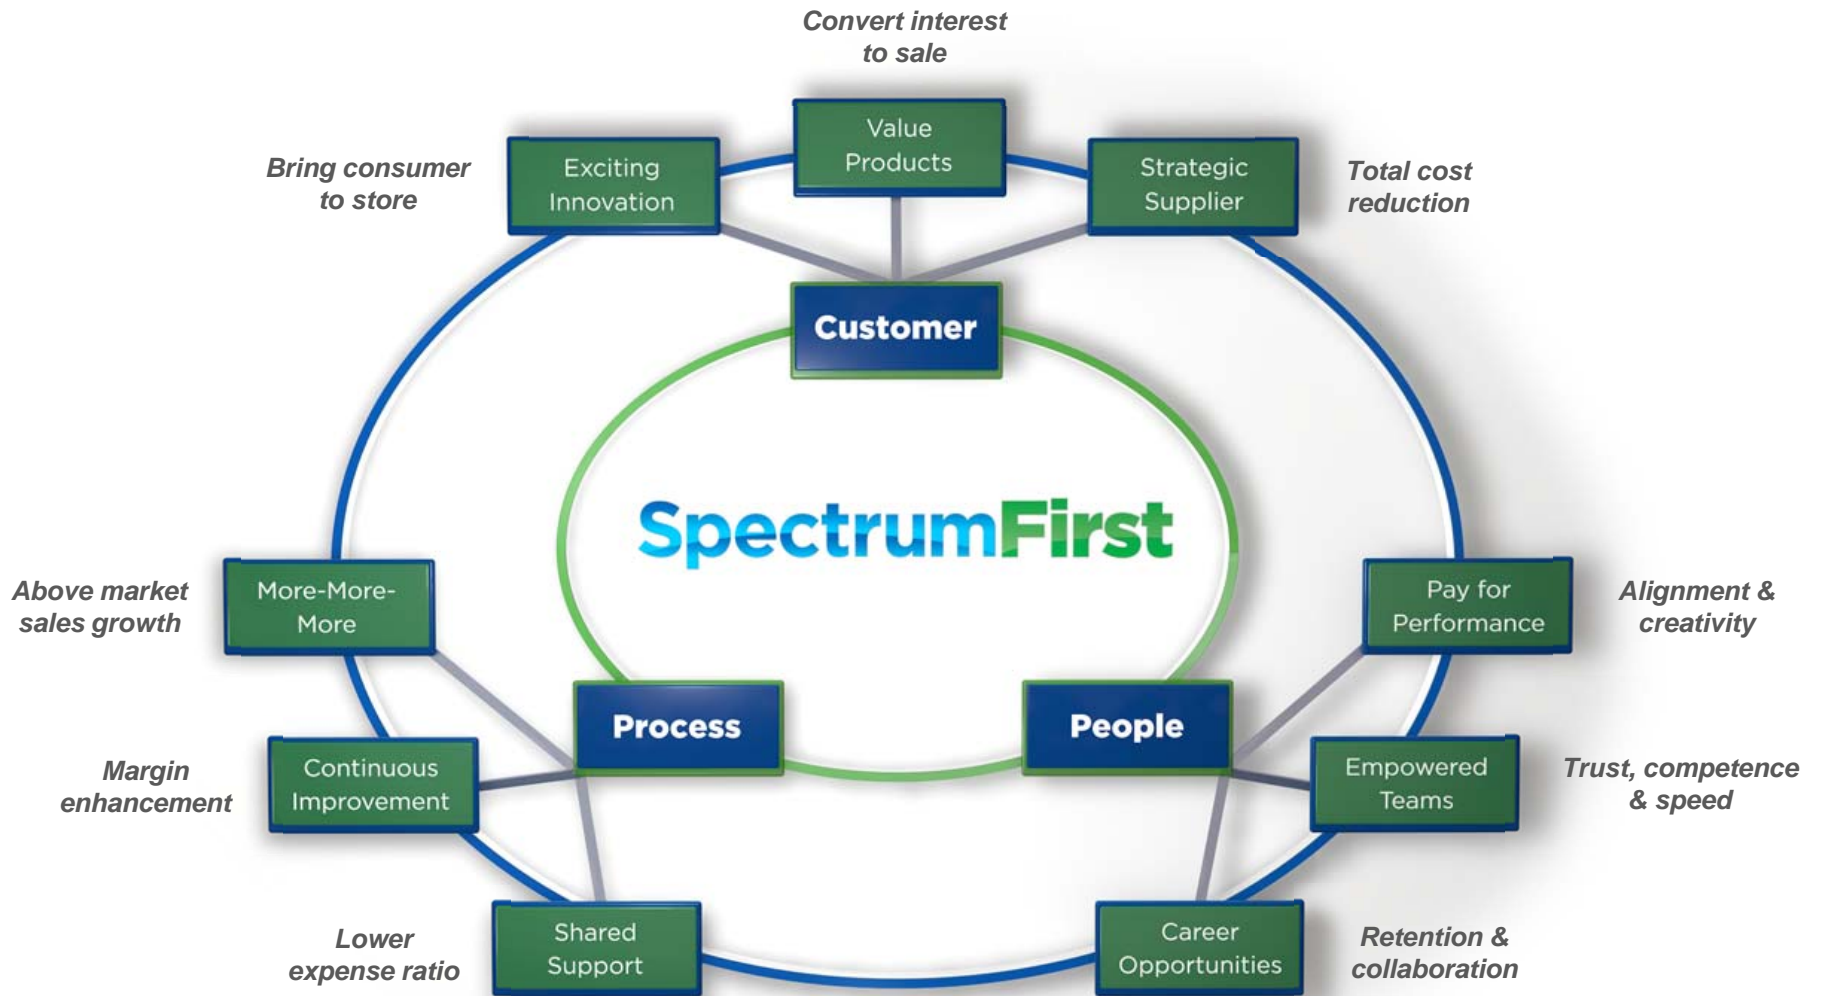 Convert interest
to sale
Value
Products
Bring consumer
to store
Exciting
Innovation
Strategic
Supplier
Total cost
reduction
Customer
SpectrumFirst
Above market
sales growth
More-More-
More
Pay for
Performance
Alignment &
creativity
Process
People
Margin
enhancement
Continuous
Improvement
Empowered
Teams
Trust, competence
& speed
Lower
expense ratio
Shared
Support
Career
Opportunities
Retention &
collaboration